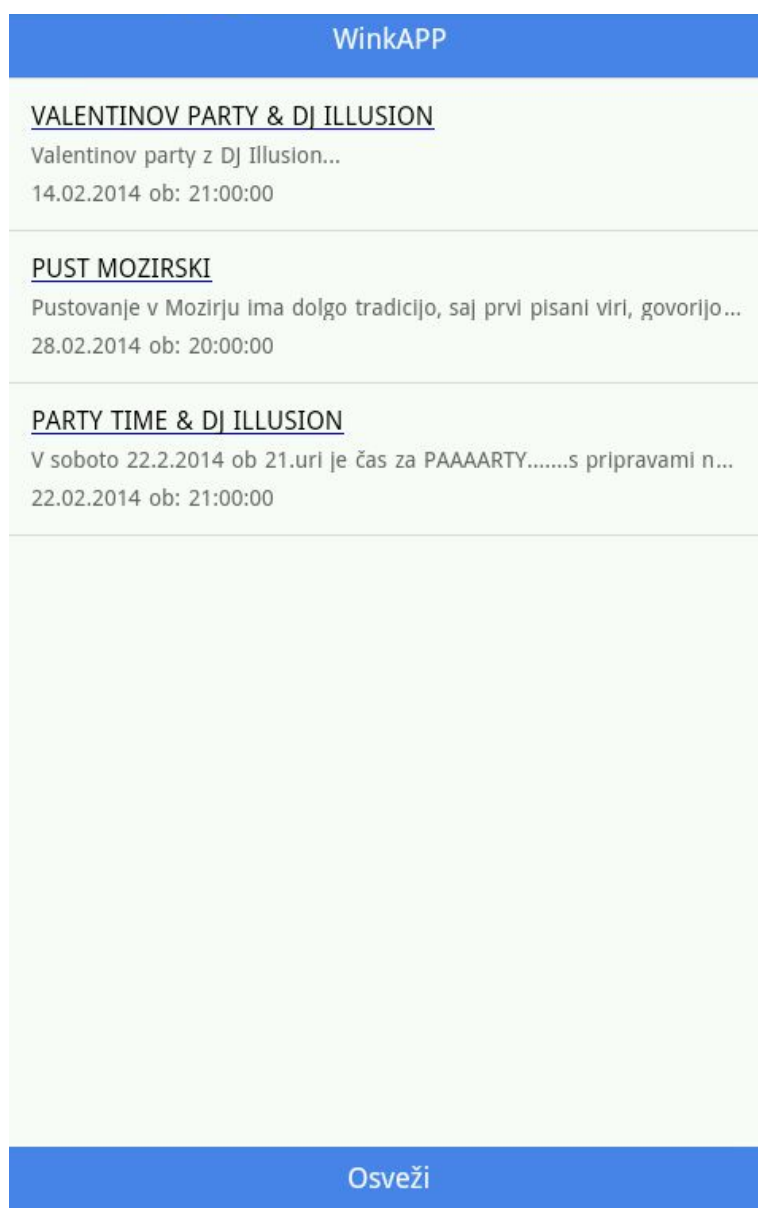 WinkAPP
VALENTINOV PARTY & DJ ILLUSION
Valentinov party z DJ Illusion...
14.02.2014 ob: 21:00:00
PUST MOZIRSKI
Pustovanje v Mozirju ima dolgo tradicijo, saj prvi pisani viri, govorijo...
28.02.2014 ob: 20:00:00
PARTY TIME & DJ ILLUSION
V soboto 22.2.2014 ob 21.uri je čas za PAAAARTY.......s pripravami n...
22.02.2014 ob: 21:00:00
Osveži